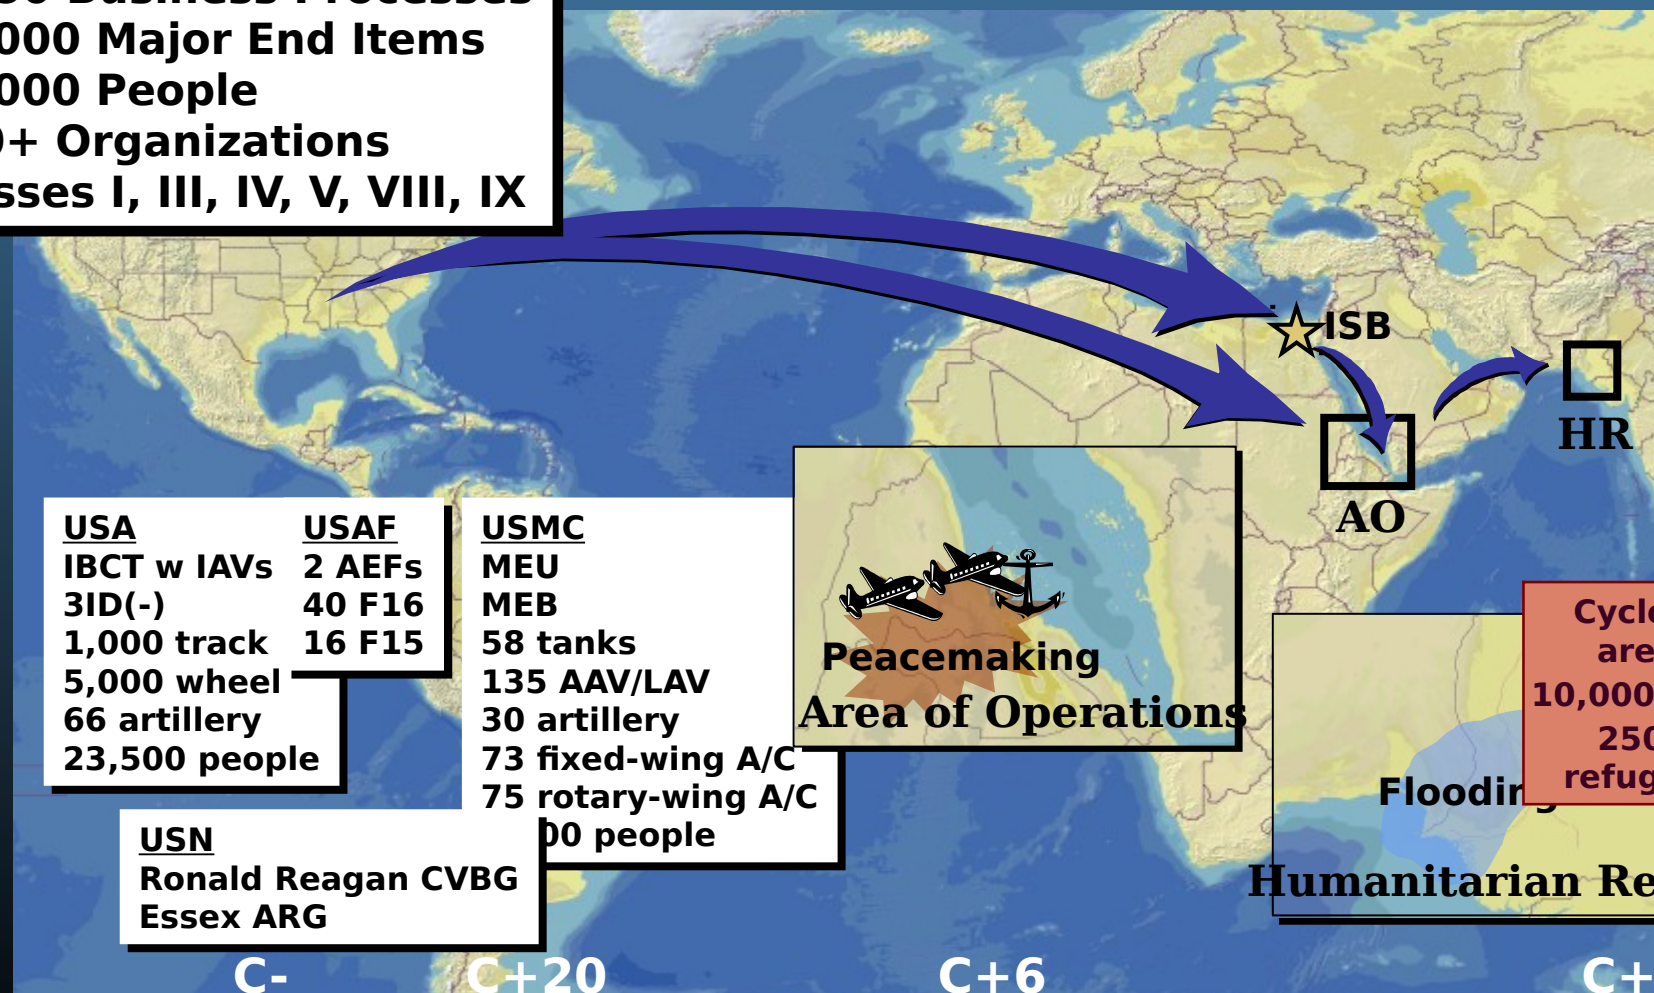 Business Processes
000 Major End Items
000 People
+ Organizations
I, III, IV, V, VIII, IX
ISB
HR
AO
USA
IBCT w IAVs
3ID(-)
1,000 track
5,000 wheel
66 artillery
23,500 people
USAF
2 AEFs
40 F16
16 F15
USMC
MEU
MEB
58 tanks
135 AAV/LAV
30 artillery
73 fixed-wing A/C
75 rotary-wing A/C
00 people
USN
Ronald Reagan CVBG
Essex ARG
Peacemaking
Area of Operations
10,000
250
Flooding
Humanitarian
C-
C+20
C+6
C+